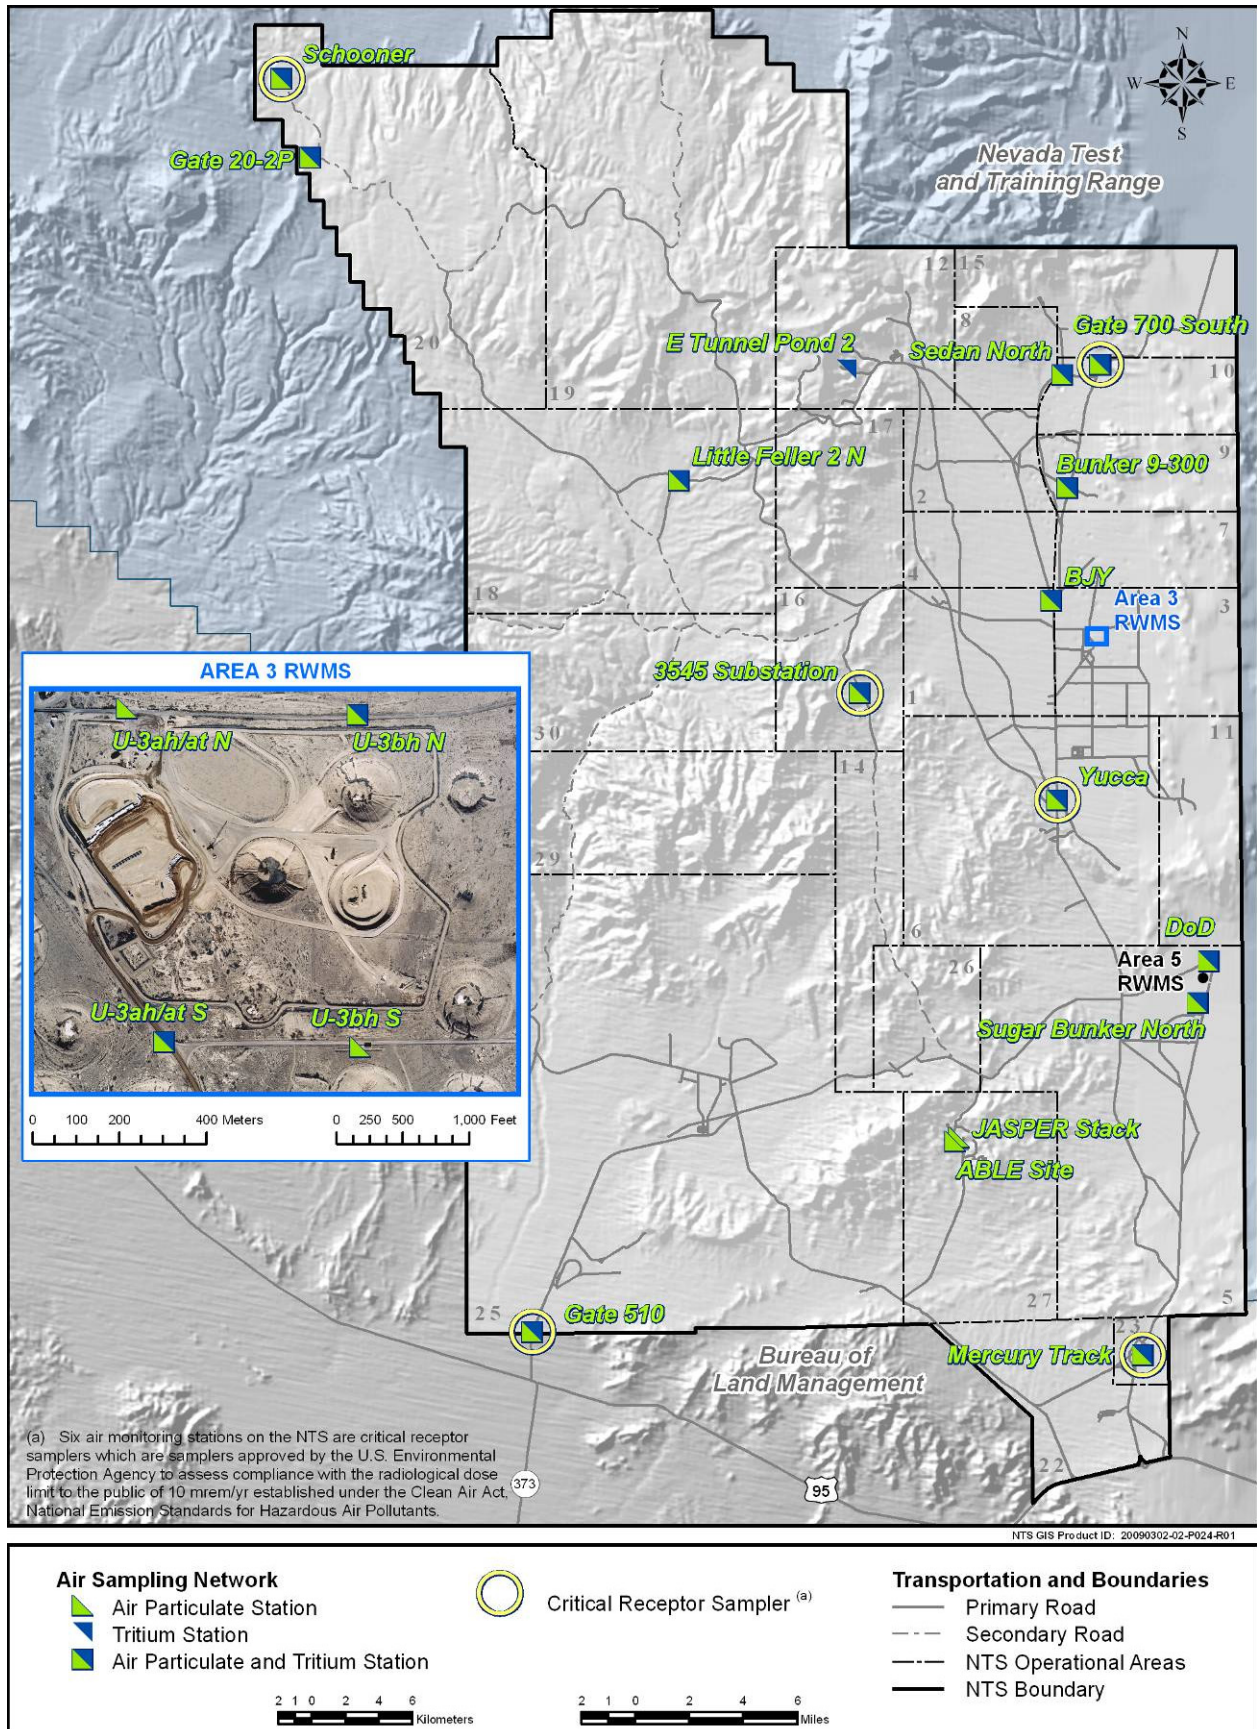 Schooner
N
W
E
S
Gate 20-2P
Nevada Test
and Training Range
12
15
8
Gate 700 South
E Tunnel Pond 2
Sedan North
20
10
19
17
Little Feller 2 N
9
Bunker 9-300
2
7
4
BJY
18
16
Area 3
RWMS
3
3545 Substation
1
11
30
14
Yucca
29
6
26
DoD
Area 5
RWMS
Sugar Bunker North
JASPER Stack
ABLE Site
25
Gate 510
27
5
23
Mercury Track
Bureau of
Land Management
22
373
95
AREA 3 RWMS
U-3ah/at N
U-3bh N
U-3ah/at S
U-3bh S
0 100 200 400 Meters
0 250 500 1,000 Feet
(a) Six air monitoring stations on the NTS are critical receptor
samplers which are samplers approved by the U.S. Environmental
Protection Agency to assess compliance with the radiological dose
limit to the public of 10 mrem/yr established under the Clean Air Act,
National Emission Standards for Hazardous Air Pollutants.
NTS GIS Product ID: 20090302-02-P024-R01
Air Sampling Network
Air Particulate Station
Tritium Station
Air Particulate and Tritium Station
Critical Receptor Sampler (a)
Transportation and Boundaries
Primary Road
Secondary Road
NTS Operational Areas
NTS Boundary
2 1 0 2 4 6
Kilometers
2 1 0 2 4 6
Miles